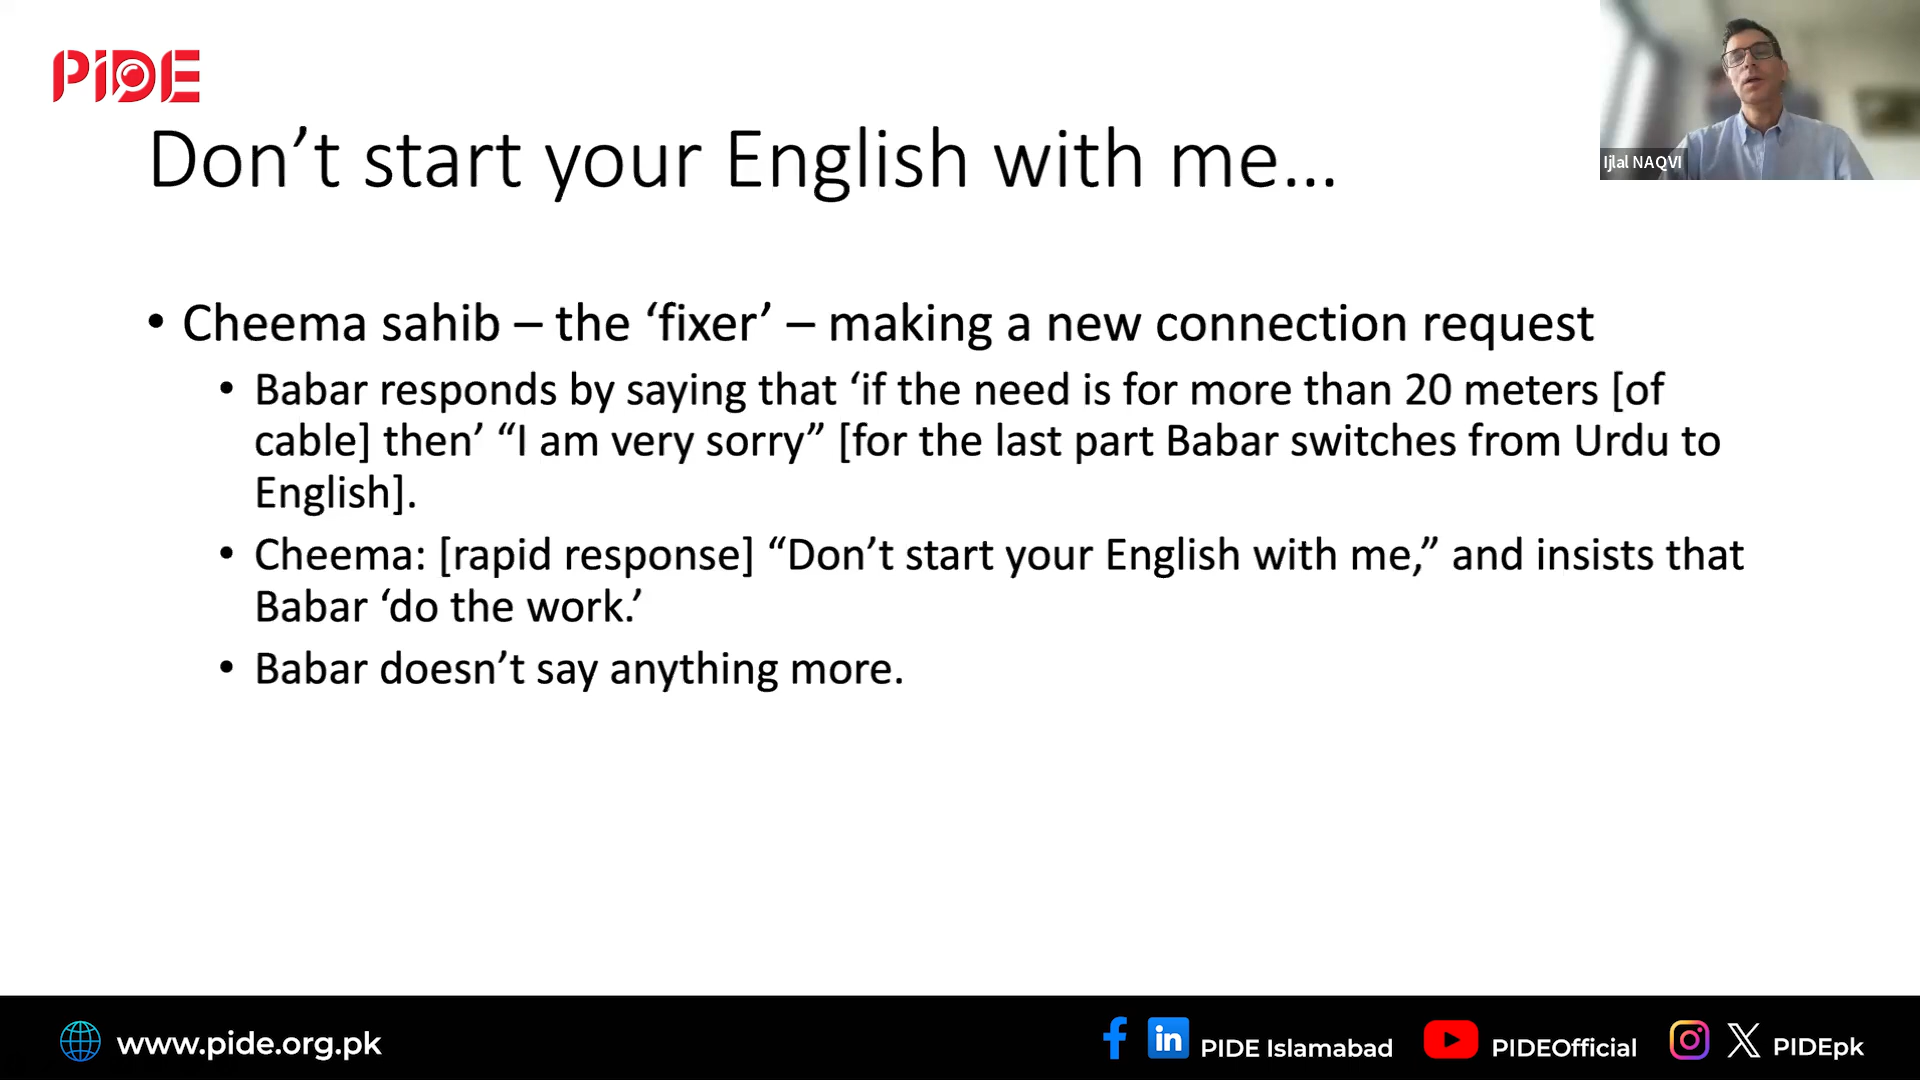 PiDE
Ijlal NAQVI
Don’t start your English with me…
• Cheema sahib – the ‘fixer’ – making a new connection request
• Babar responds by saying that ‘if the need is for more than 20 meters [of
cable] then’ “I am very sorry” [for the last part Babar switches from Urdu to
English].
• Cheema: [rapid response] “Don’t start your English with me,” and insists that
Babar ‘do the work.’
• Babar doesn’t say anything more.
www.pide.org.pk
PIDE Islamabad
PIDEOfficial
PIDEpk